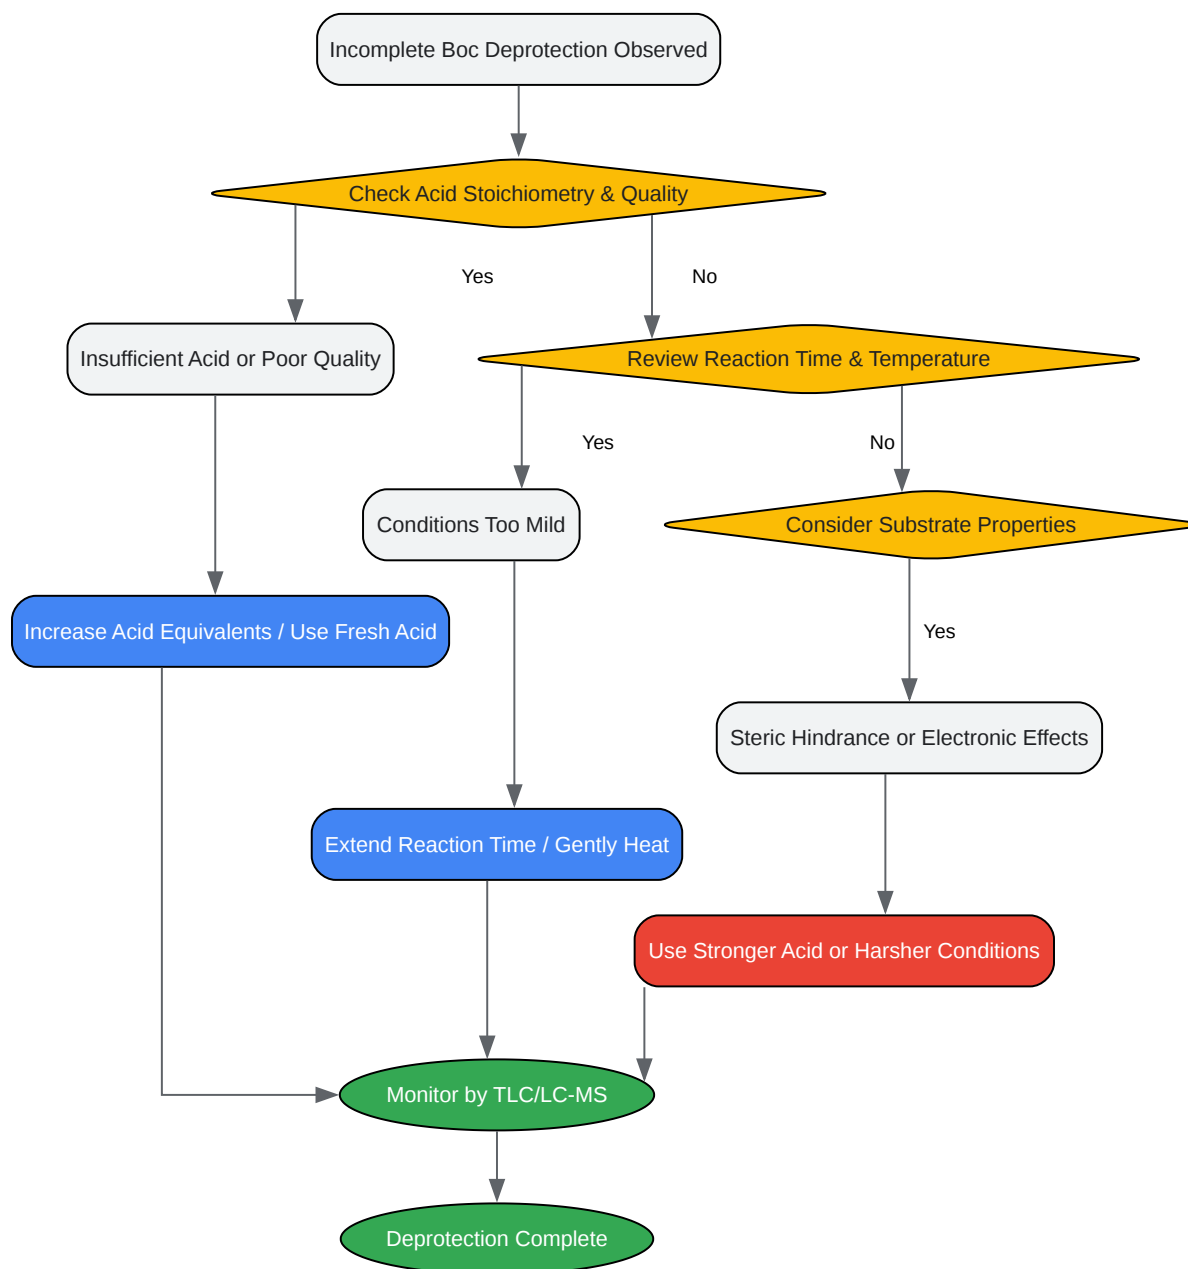 Incomplete Boc Deprotection Observed
Check Acid Stoichiometry & Quality
Yes
No
Insufficient Acid or Poor Quality
Review Reaction Time & Temperature
Yes
No
Conditions Too Mild
Consider Substrate Properties
Increase Acid Equivalents / Use Fresh Acid
Yes
Steric Hindrance or Electronic Effects
Extend Reaction Time / Gently Heat
Use Stronger Acid or Harsher Conditions
Monitor by TLC/LC-MS
Deprotection Complete